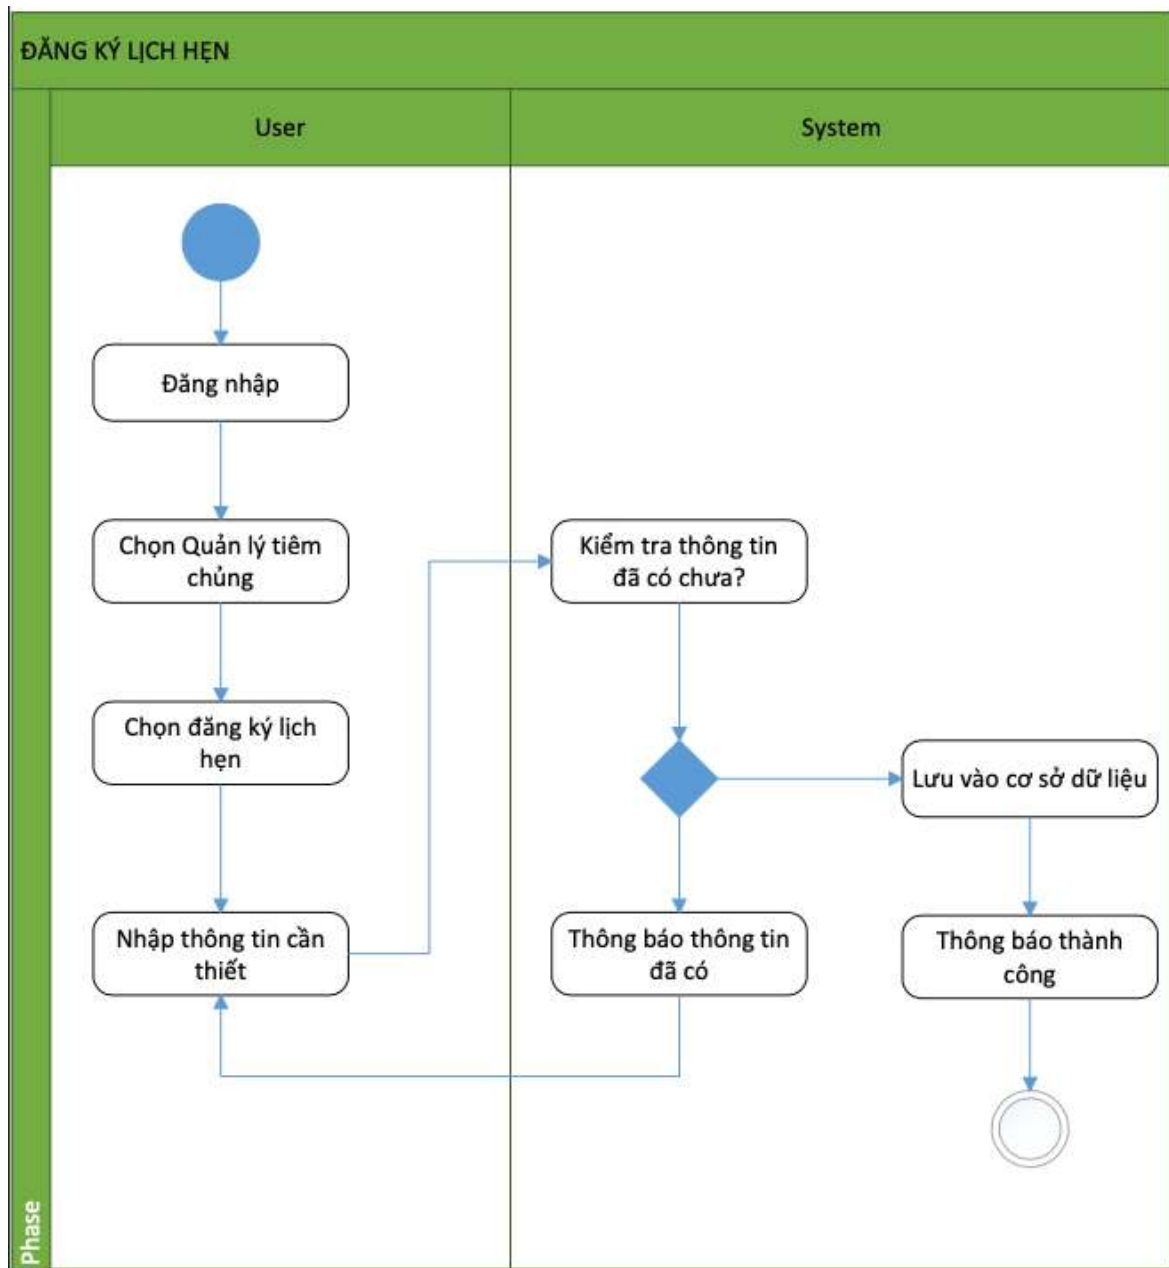 ĐĂNG KÝ LỊCH HẸN
User
System
Đăng nhập
Chọn Quản lý tiêm
chủng
Kiểm tra thông tin
đã có chưa?
Chọn đăng ký lịch
hẹn
Lưu vào cơ sở dữ liệu
Nhập thông tin cần
thiết
Thông báo thông tin
đã có
Thông báo thành
công
Phase